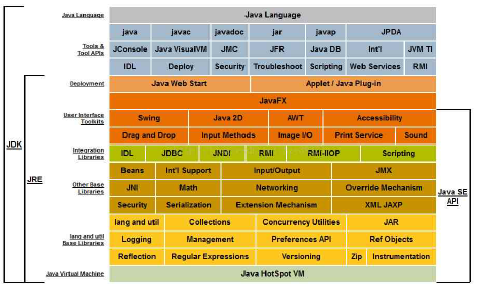 Java Language Java Language
java javac javadoc jar javap JPDA
Tools & Tool APIs JConsole Java VisualVM JMC JFR Java DB Int'l JVM TI
IDL Deploy Security Troubleshoot Scripting Web Services RMI
Deployment Java Web Start Applet / Java Plug-in
JavaFX
User Interface Toolkits Swing Java 2D AWT Accessibility
Drag and Drop Input Methods Image I/O Print Service Sound
Integration Libraries IDL JDBC JNDI RMI RMI-IIOP Scripting
JDK
JRE
Beans Int'l Support Input/Output JMX
Other Base Libraries JNI Math Networking Override Mechanism
Java SE API
Security Serialization Extension Mechanism XML JAXP
lang and util Collections Concurrency Utilities JAR
lang and util Base Libraries Logging Management Preferences API Ref Objects
Reflection Regular Expressions Versioning Zip Instrumentation
Java Virtual Machine Java HotSpot VM